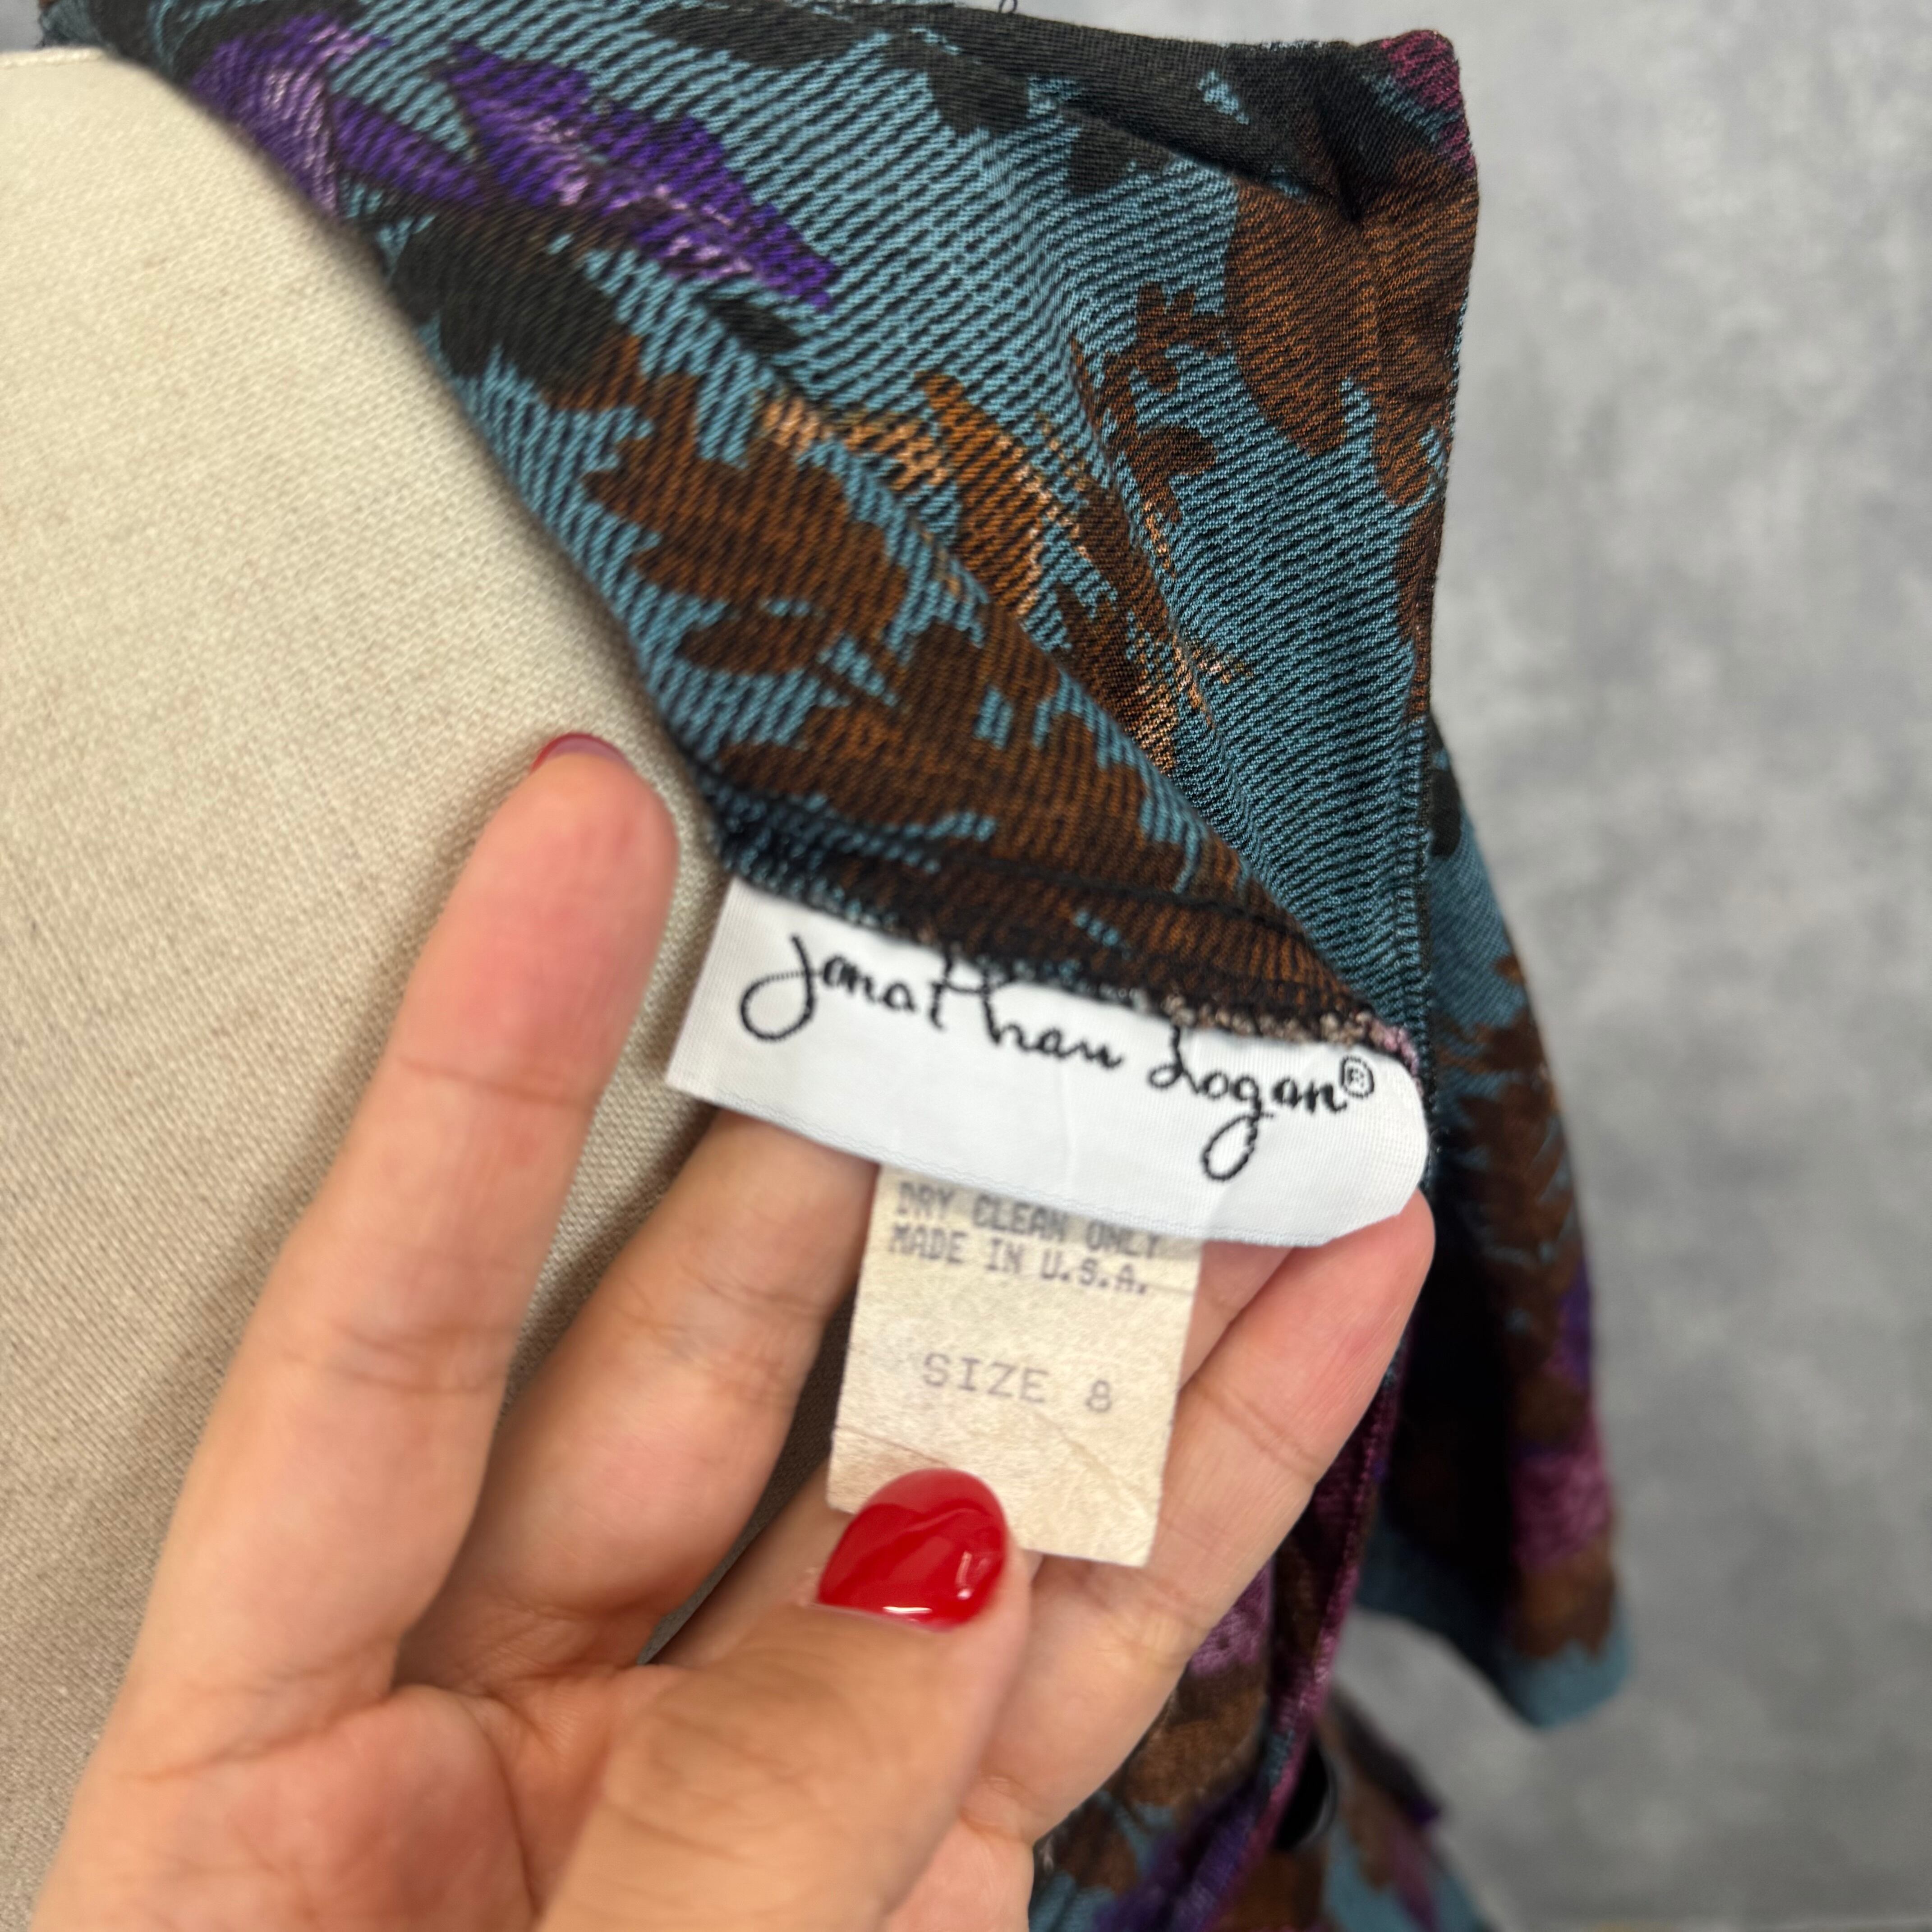 Jonathan Logan®
DRY CLEAN ONLY
MADE IN U.S.A.
SIZE 8